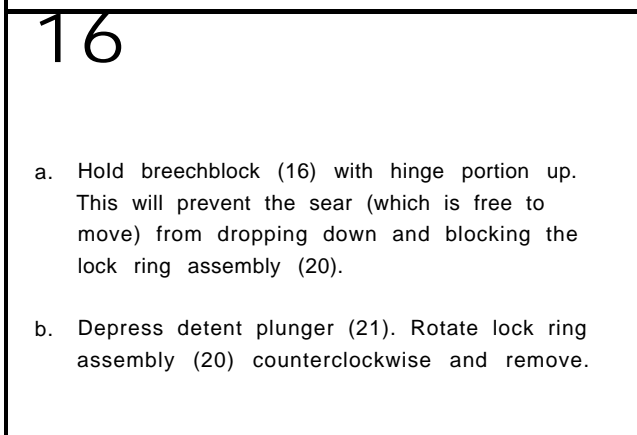 16
a. Hold breechblock (16) with hinge portion up.
This will prevent the sear (which is free to
move) from dropping down and blocking the
lock ring assembly (20).
b. Depress detent plunger (21). Rotate lock ring
assembly (20) counterclockwise and remove.